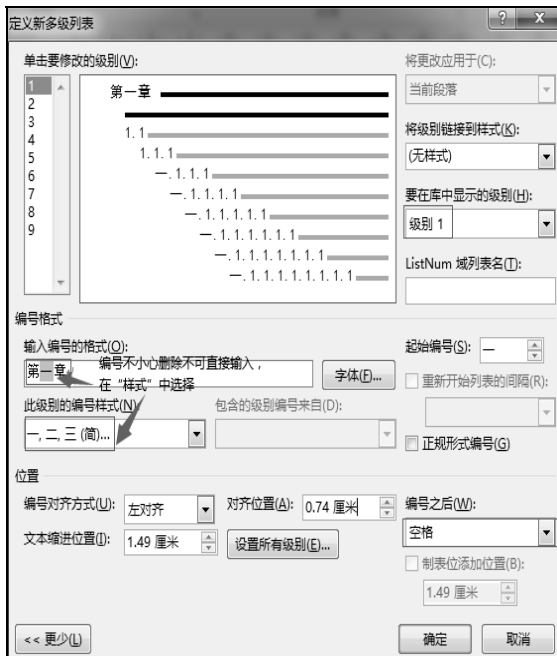 定义新多级列表
? X
单击要修改的级别(V):
将更改应用于(C):
1
2
3
4
5
6
7
8
9
第一章
1.1
1.1.1
一.1.1.1
一.1.1.1.1
一.1.1.1.1.1
一.1.1.1.1.1.1
一.1.1.1.1.1.1.1
当前段落
将级别链接到样式(K):
(无样式)
要在库中显示的级别(H):
级别 1
ListNum 域列表名(T):
编号格式
输入编号的格式(O):
起始编号(S): 一
第一章
编号不小心删除不可直接输入，
在“样式”中选择
字体(F)...
重新开始列表的间隔(R):
此级别的编号样式(N)
包含的级别编号来自(D):
一, 二, 三 (简)...
正规形式编号(G)
位置
编号对齐方式(U): 左对齐 对齐位置(A): 0.74 厘米 编号之后(W):
文本缩进位置(I): 1.49 厘米 设置所有级别(E)... 空格
制表位添加位置(B):
1.49 厘米
<< 更少(L) 确定 取消